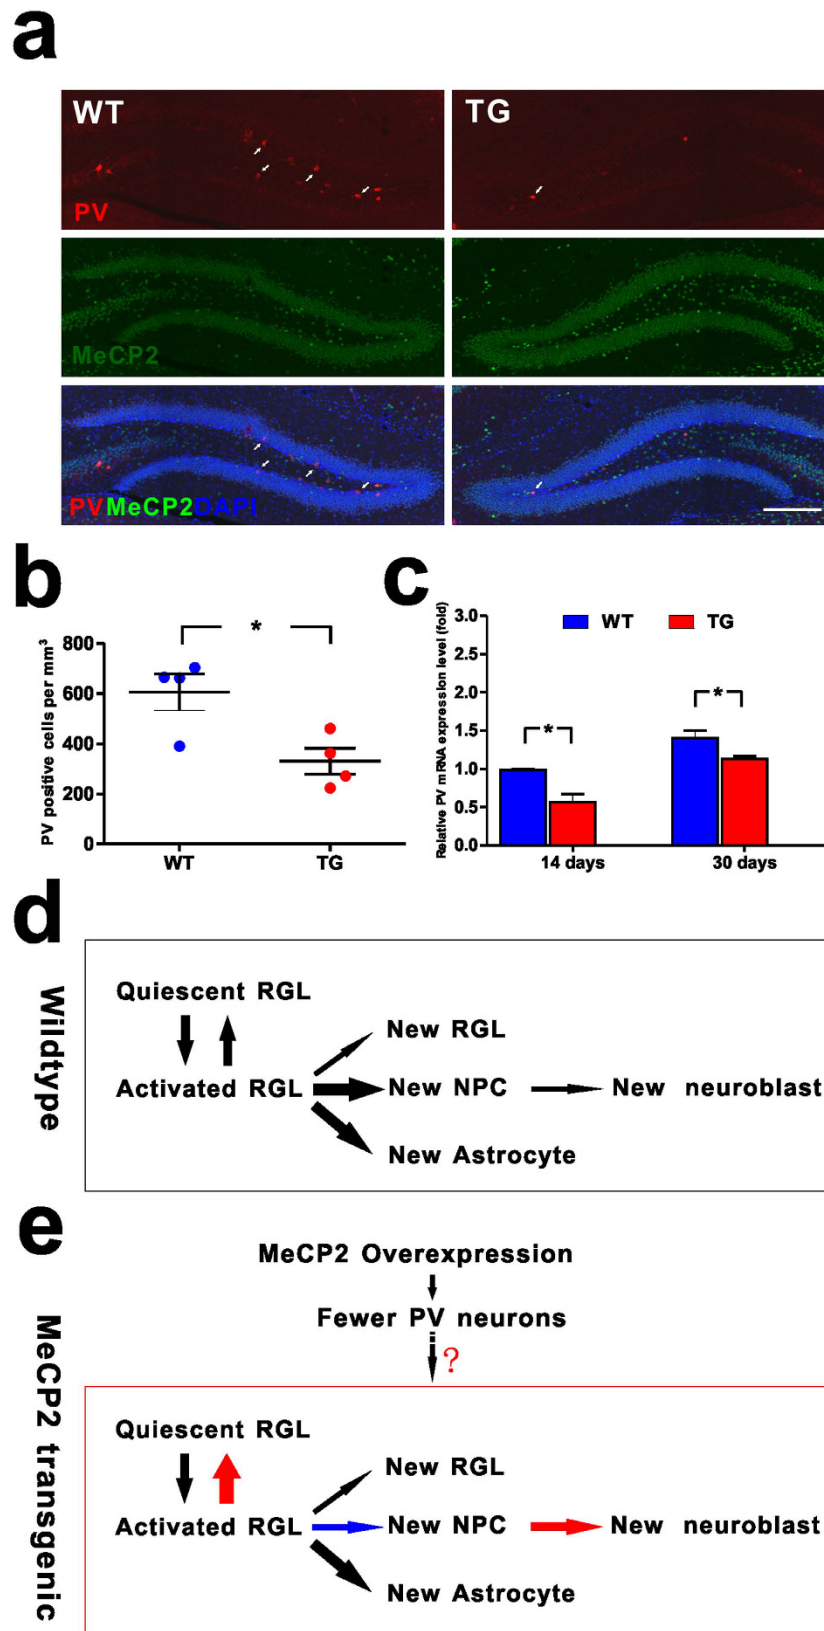 a
WT
TG
PV
MeCP2
PVMeCP2DAPI
b
*
PV positive cells per mm³
800
600
400
200
0
WT
TG
c
Relative PV mRNA expression level (fold)
3.0
2.5
2.0
1.5
1.0
0.5
0.0
WT
TG
*
*
14 days
30 days
d
Wildtype
Quiescent RGL
Activated RGL
New RGL
New NPC
New neuroblast
New Astrocyte
e
MeCP2 transgenic
MeCP2 Overexpression
Fewer PV neurons
?
Quiescent RGL
Activated RGL
New RGL
New NPC
New neuroblast
New Astrocyte